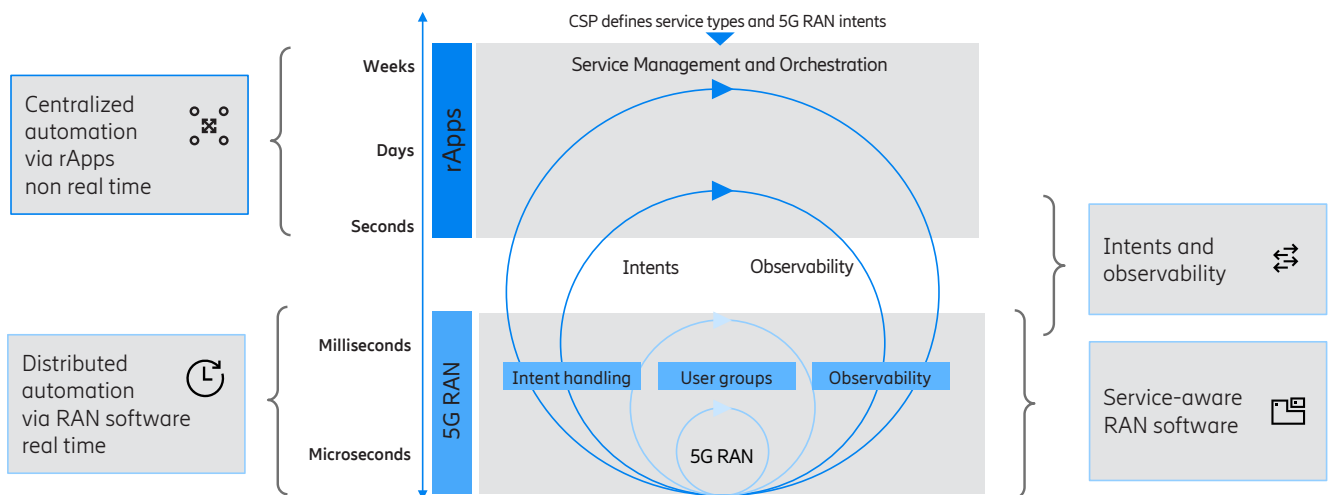 CSP defines service types and 5G RAN intents
Weeks
Service Management and Orchestration
Centralized
automation
via rApps
non real time
rApps
Days
Seconds
Intents
Observability
Intents and
observability
Milliseconds
Distributed
automation
via RAN software
real time
5G RAN
Intent handling
User groups
Observability
Service-aware
RAN software
Microseconds
5G RAN